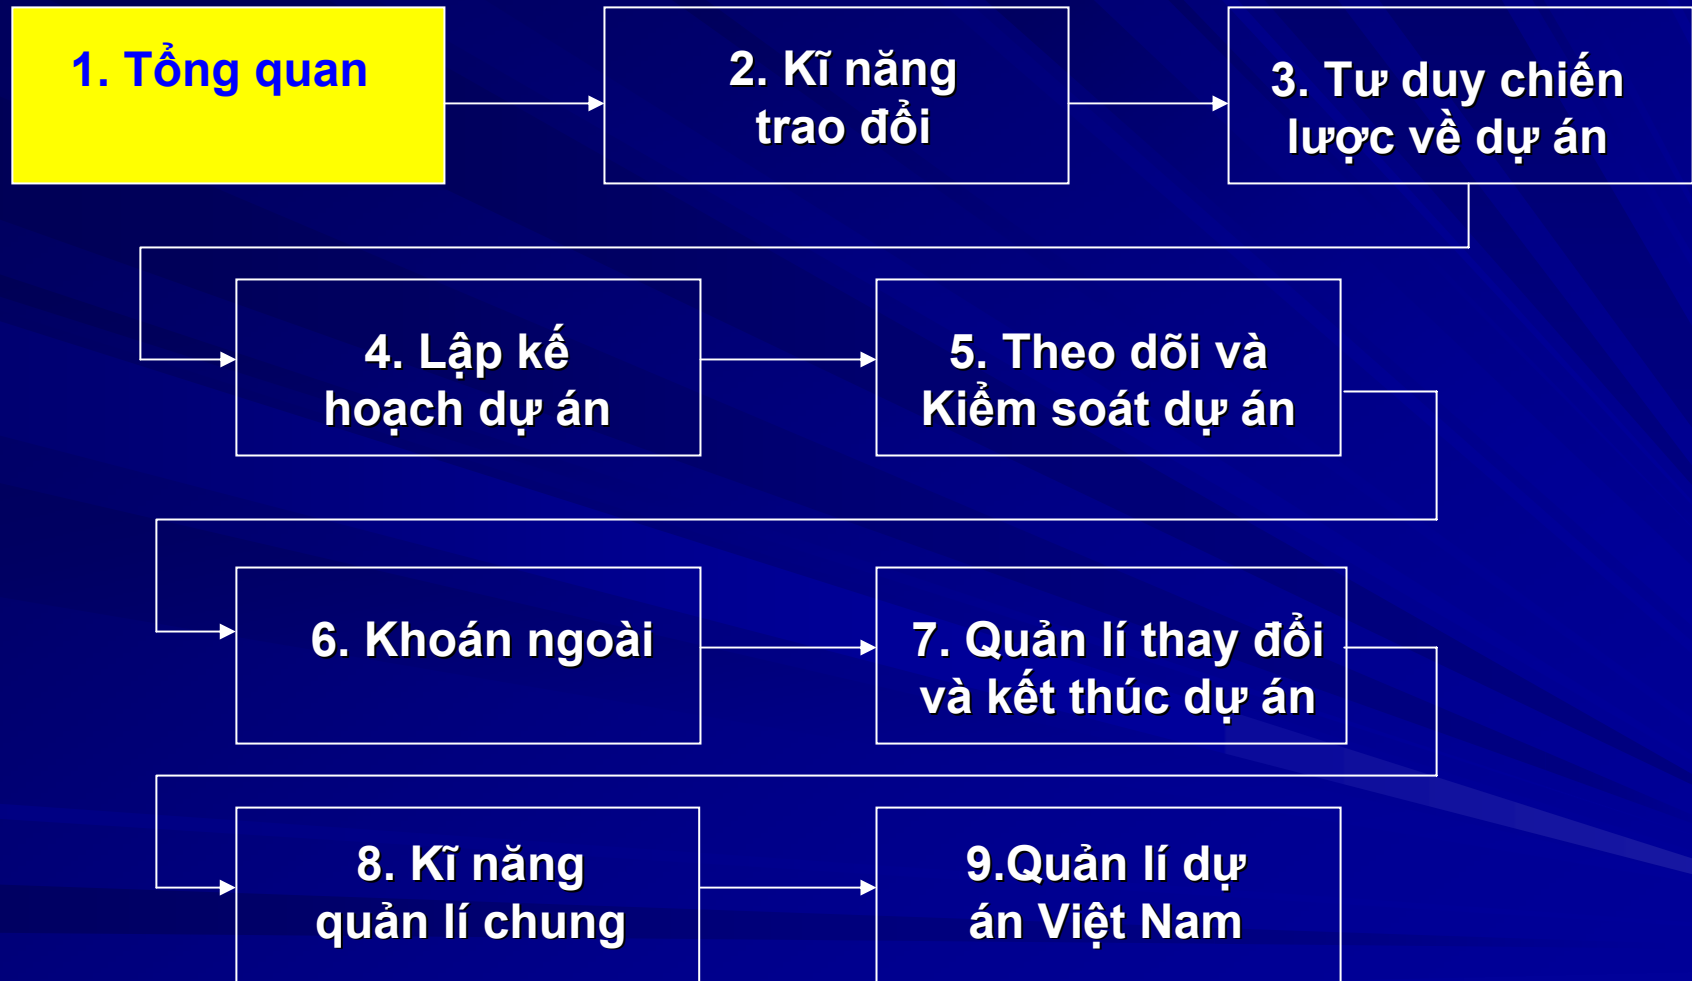 1. Tổng quan
2. Kĩ năng
trao đổi
3. Tư duy chiến
lược về dự án
4. Lập kế
hoạch dự án
5. Theo dõi và
Kiểm soát dự án
6. Khoán ngoài
7. Quản lí thay đổi
và kết thúc dự án
8. Kĩ năng
quản lí chung
9.Quản lí dự
án Việt Nam